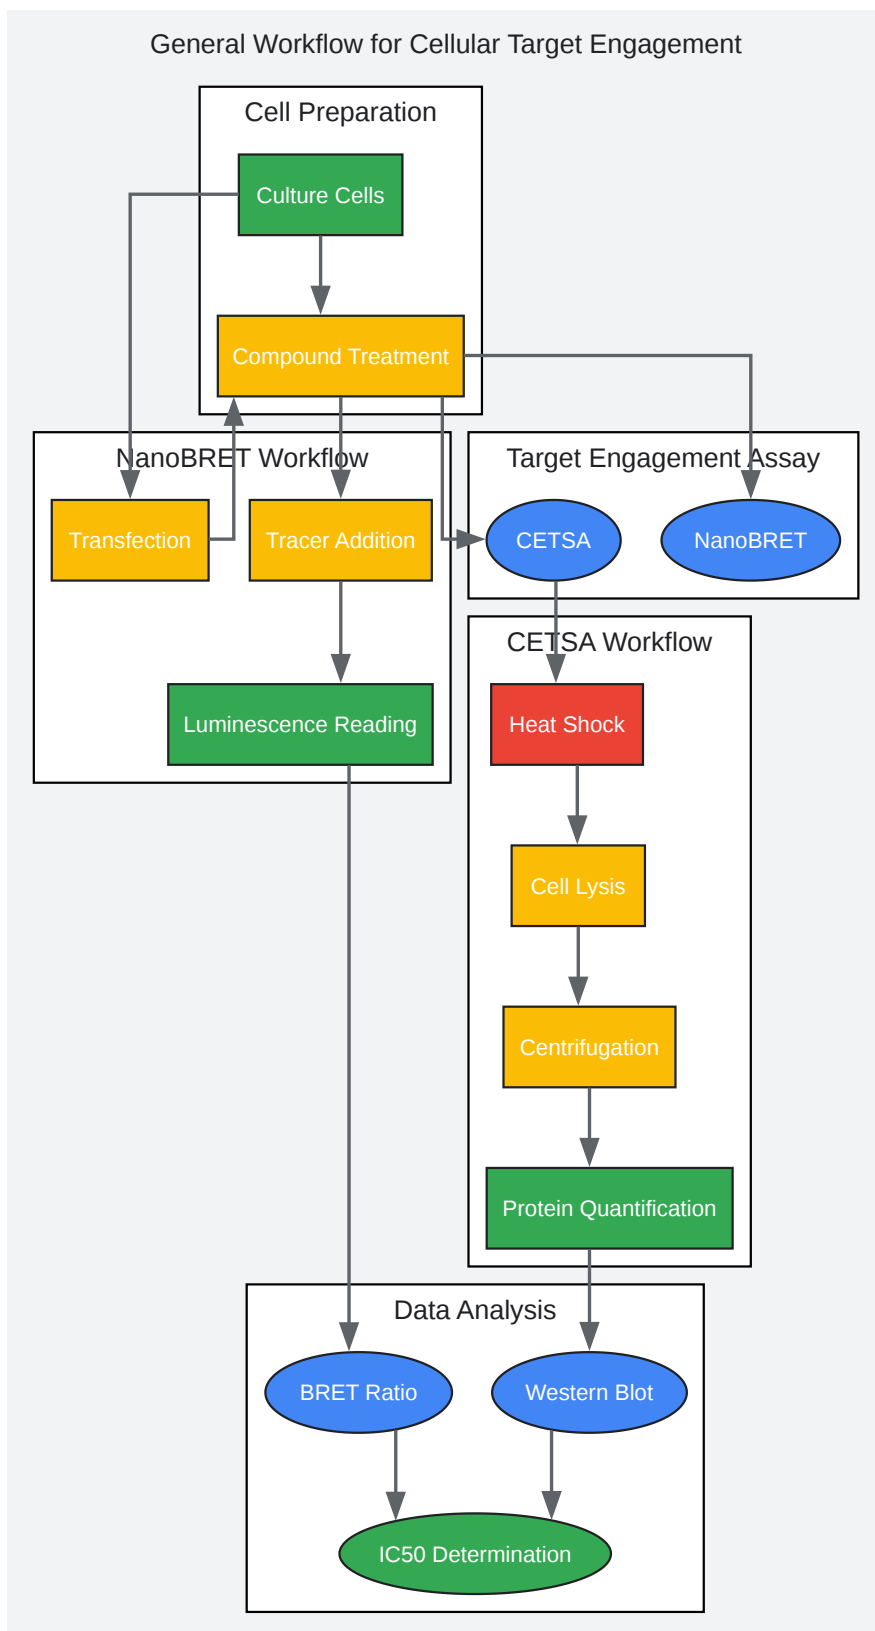 General Workflow for Cellular Target Engagement
Cell Preparation
Culture Cells
Compound Treatment
NanoBRET Workflow
Transfection
Tracer Addition
Luminescence Reading
Target Engagement Assay
CETSA
NanoBRET
CETSA Workflow
Heat Shock
Cell Lysis
Centrifugation
Protein Quantification
Data Analysis
BRET Ratio
Western Blot
IC50 Determination